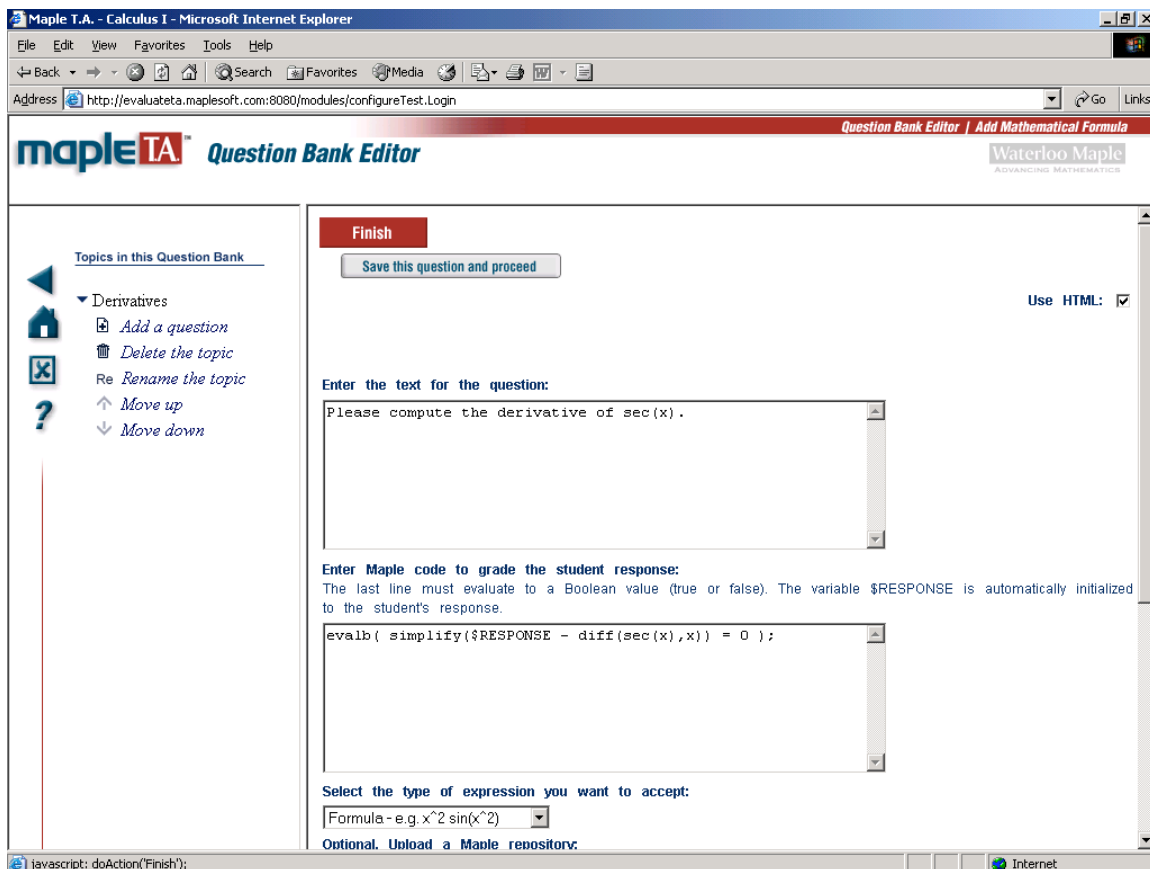 Maple T.A. - Calculus I - Microsoft Internet Explorer
File Edit View Favorites Tools Help
Back Search Favorites Media
Address http://evaluateta.maplesoft.com:8080/modules/configureTest.Login Go Links
Question Bank Editor | Add Mathematical Formula
maple T.A.™ Question Bank Editor
Waterloo Maple
ADVANCING MATHEMATICS
Finish
Topics in this Question Bank
Save this question and proceed
Derivatives
Use HTML:
Add a question
Delete the topic
Re Rename the topic
Move up
Move down
Enter the text for the question:
Please compute the derivative of sec(x).
Enter Maple code to grade the student response:
The last line must evaluate to a Boolean value (true or false). The variable $RESPONSE is automatically initialized
to the student's response.
evalb( simplify($RESPONSE - diff(sec(x),x)) = 0 );
Select the type of expression you want to accept:
Formula - e.g. x^2 sin(x^2)
Optional. Upload a Maple repository:
javascript: doAction('Finish');
Internet